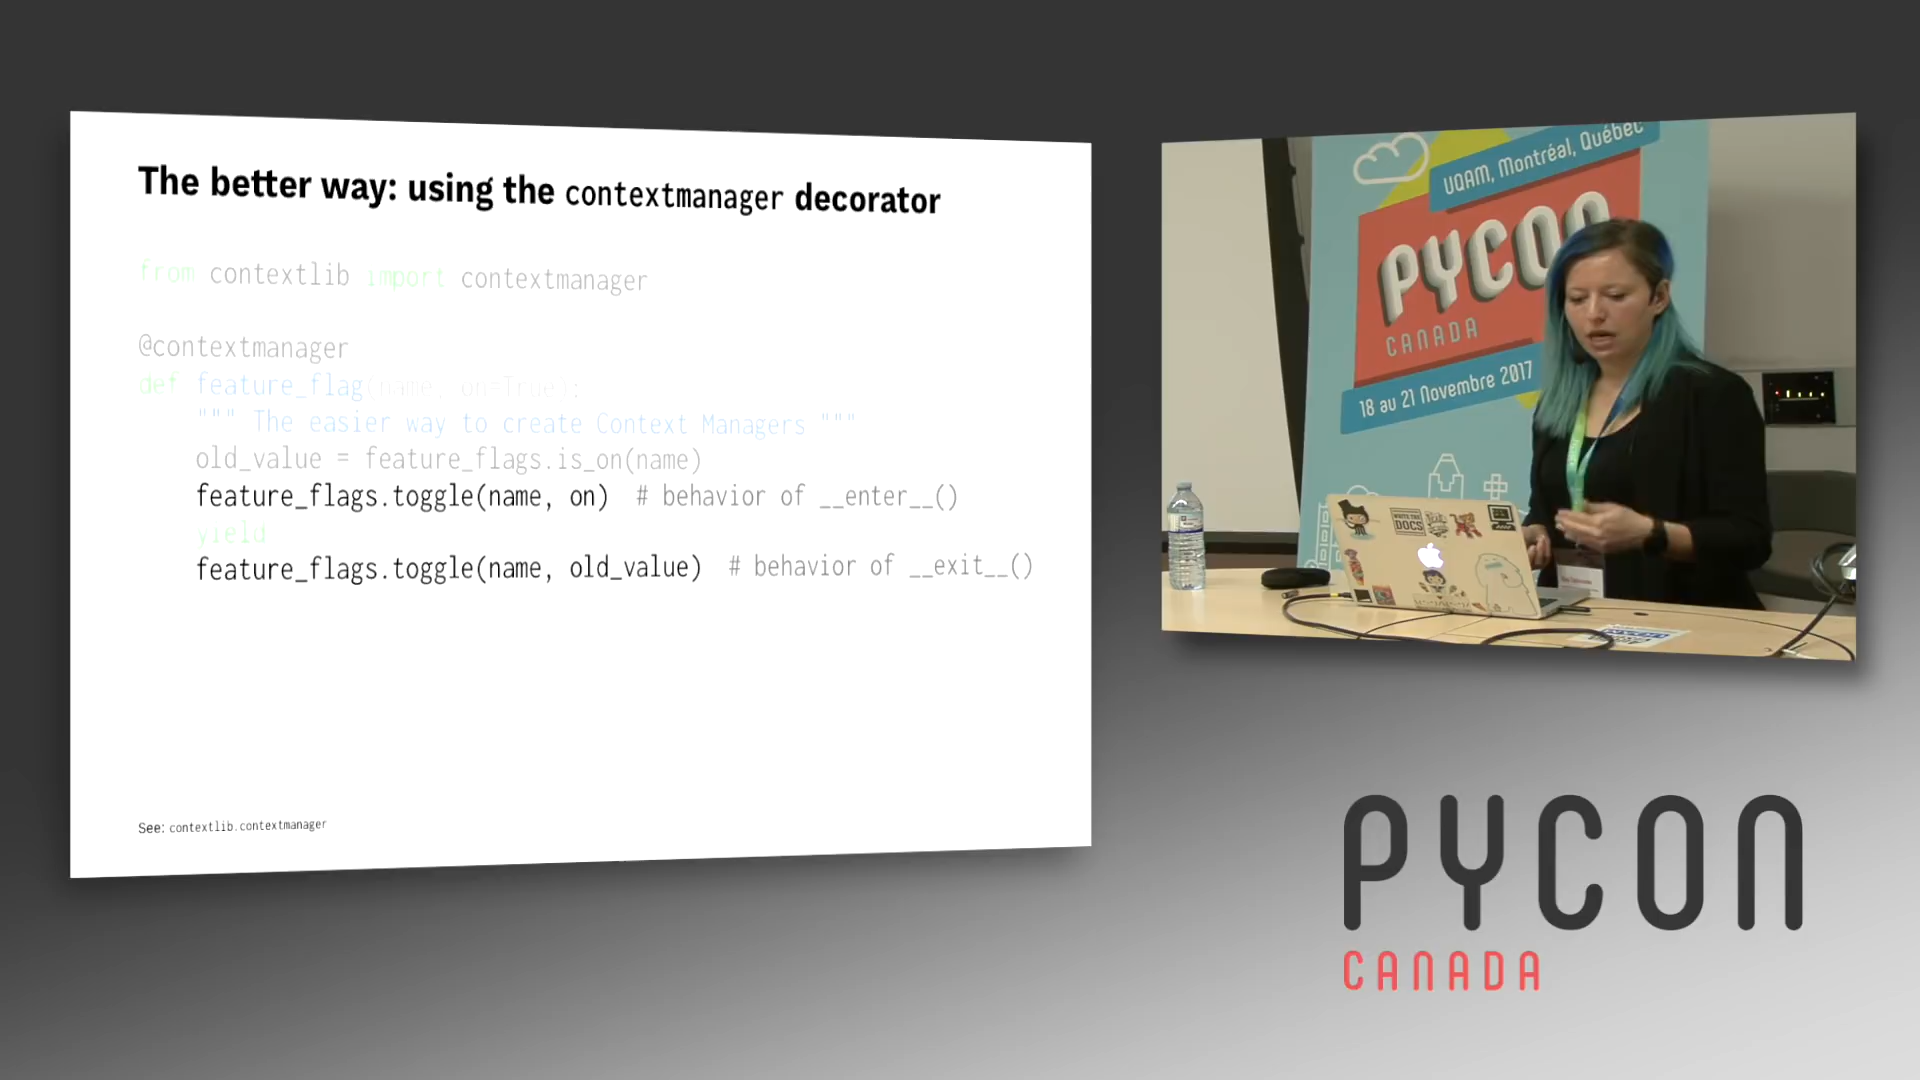 The better way: using the contextmanager decorator
from contextlib import contextmanager
@contextmanager
def feature_flag(name, on=True):
""" The easier way to create Context Managers """
old_value = feature_flags.is_on(name)
feature_flags.toggle(name, on)  # behavior of __enter__()
yield
feature_flags.toggle(name, old_value)  # behavior of __exit__()
See: contextlib.contextmanager
UQAM, Montréal, Québec
PYCON
CANADA
18 au 21 Novembre 2017
WRITE THE
DOCS
PYCON
CANADA